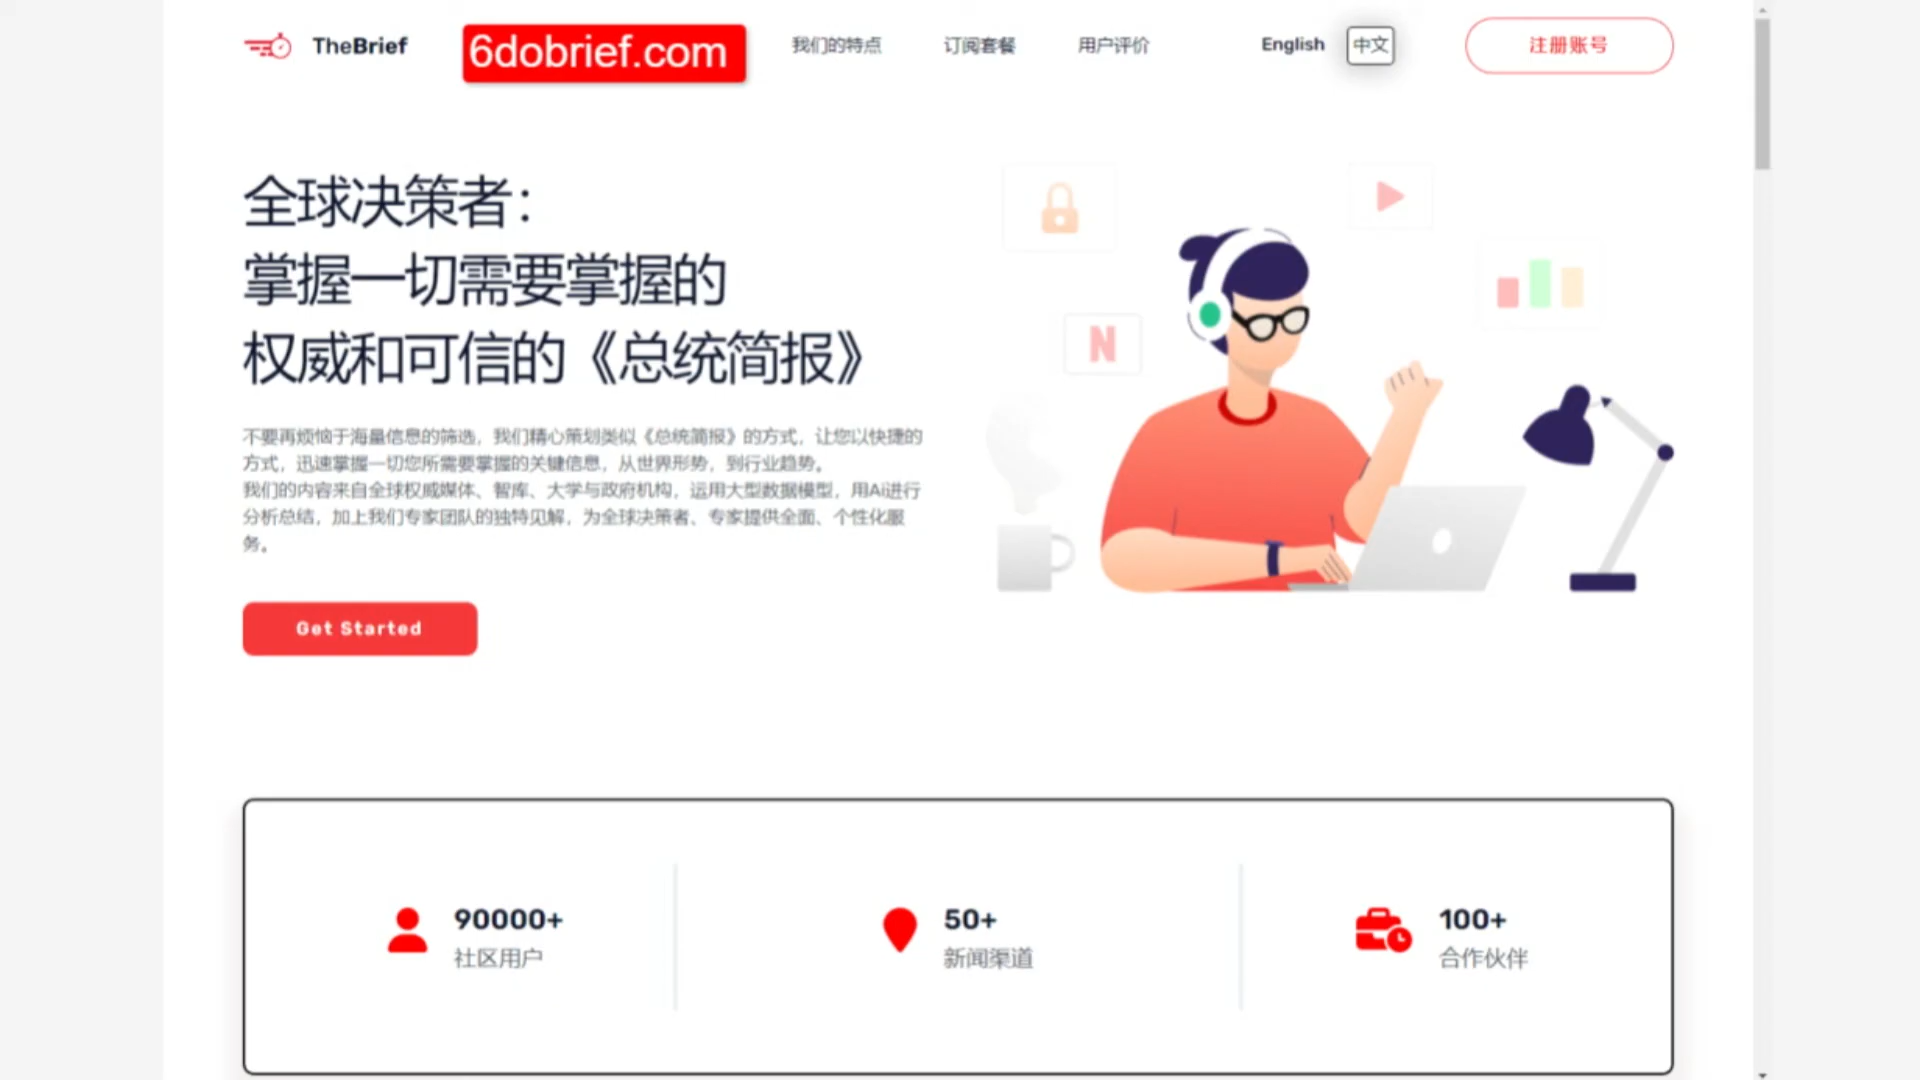 TheBrief
6dobrief.com
我们的特点
订阅套餐
用户评价
English
中文
注册账号
全球决策者：
掌握一切需要掌握的
权威和可信的《总统简报》
不要再烦恼于海量信息的筛选，我们精心策划类似《总统简报》的方式，让您以快捷的
方式，迅速掌握一切您所需要掌握的关键信息，从世界形势，到行业趋势。
我们的内容来自全球权威媒体、智库、大学与政府机构，运用大型数据模型，用Ai进行
分析总结，加上我们专家团队的独特见解，为全球决策者、专家提供全面、个性化服
务。
N
Get Started
90000+
社区用户
50+
新闻渠道
100+
合作伙伴